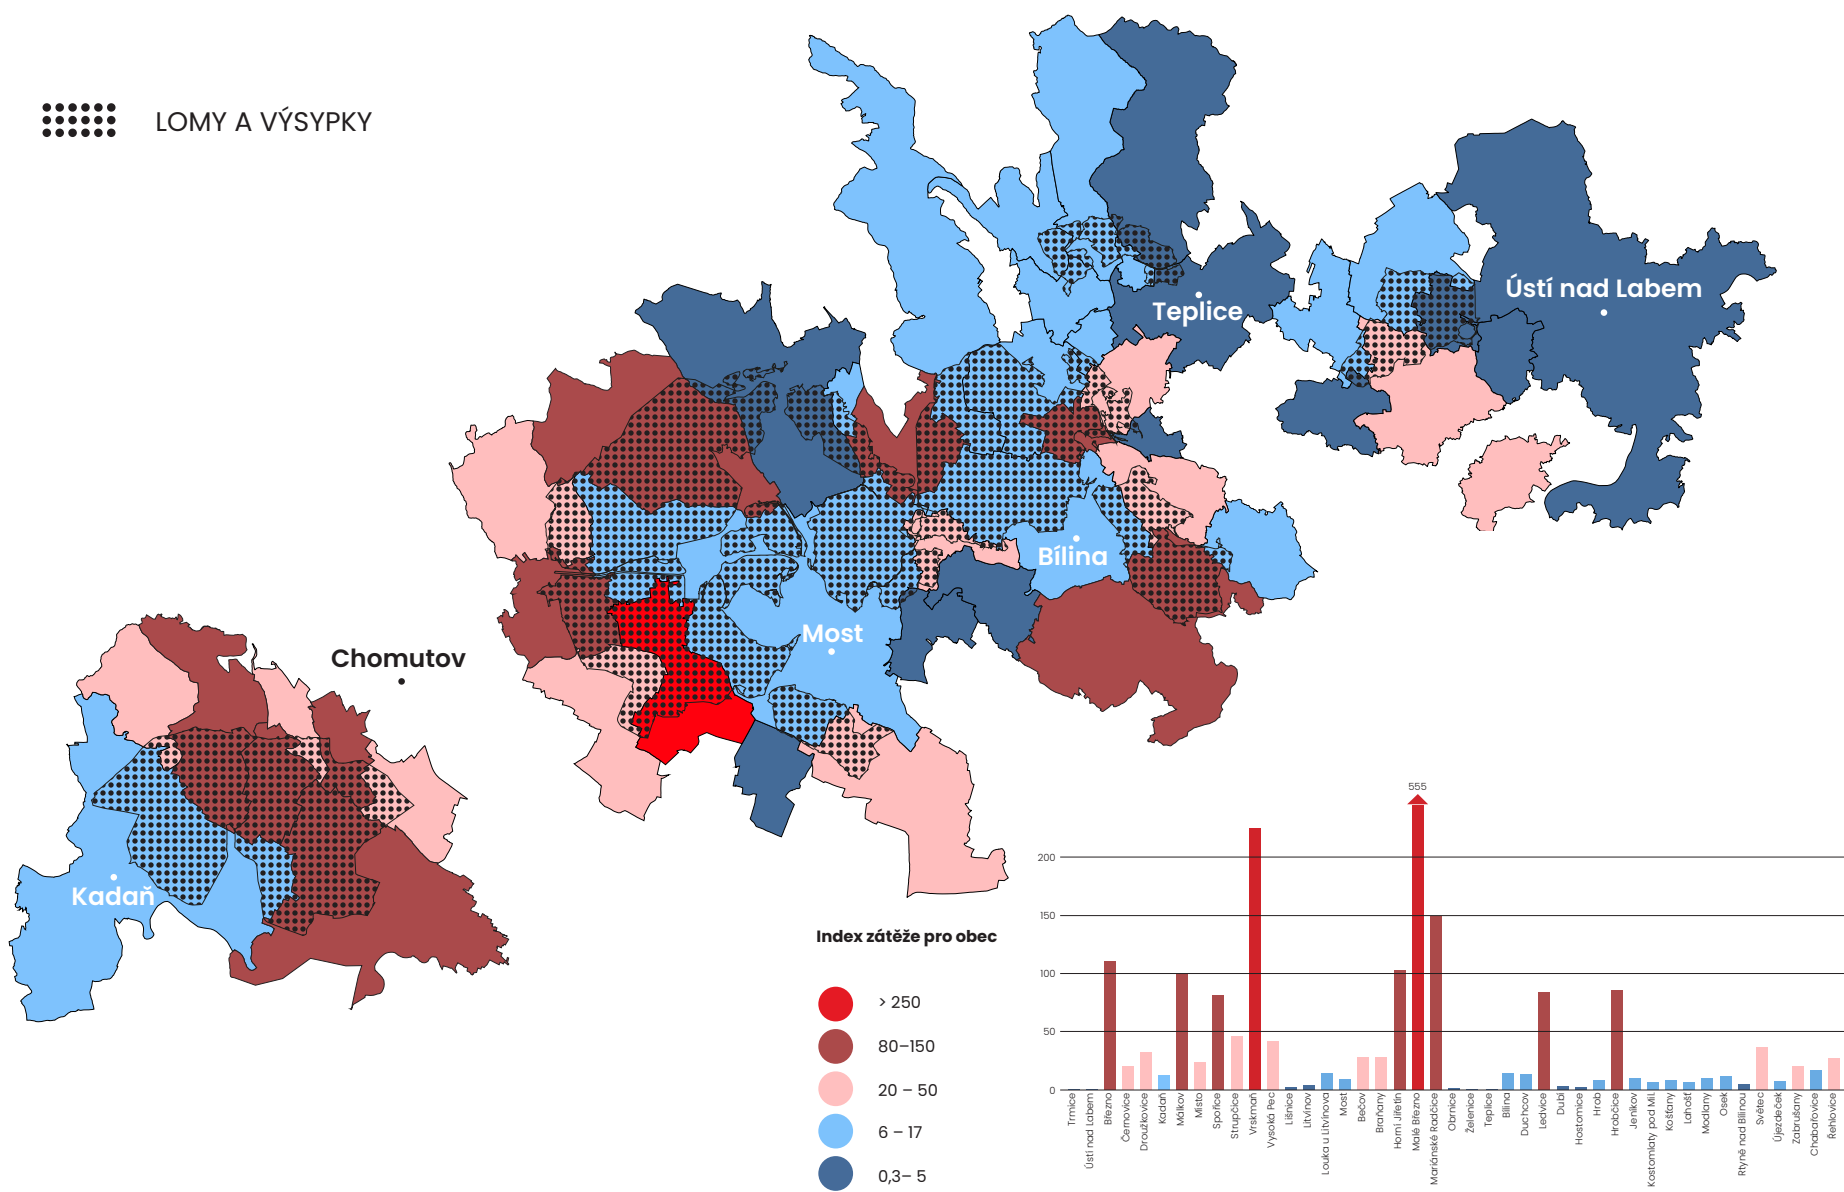 LOMY A VÝSYPKY
Ústí nad Labem
Teplice
Bílina
Most
Chomutov
Kadaň
Index zátěže pro obec
> 250
80–150
20 – 50
6 – 17
0,3– 5
555
200
150
100
50
0
Trmice
Ústí nad Labem
Březno
Černovice
Droužkovice
Kadaň
Málkov
Místo
Spořice
Strupčice
Vrskmaň
Vysoká Pec
Lišnice
Litvínov
Louka u Litvínova
Most
Bečov
Braňany
Horní Jiřetín
Malé Březno
Mariánské Radčice
Obrnice
Želenice
Teplice
Bílina
Duchcov
Ledvice
Dubí
Hostomice
Hrob
Hrobčice
Jeníkov
Kostomlaty pod Mil.
Košťany
Lahošť
Modlany
Osek
Rtyně nad Bílinou
Světec
Újezdeček
Zabrušany
Chabařovice
Řehlovice